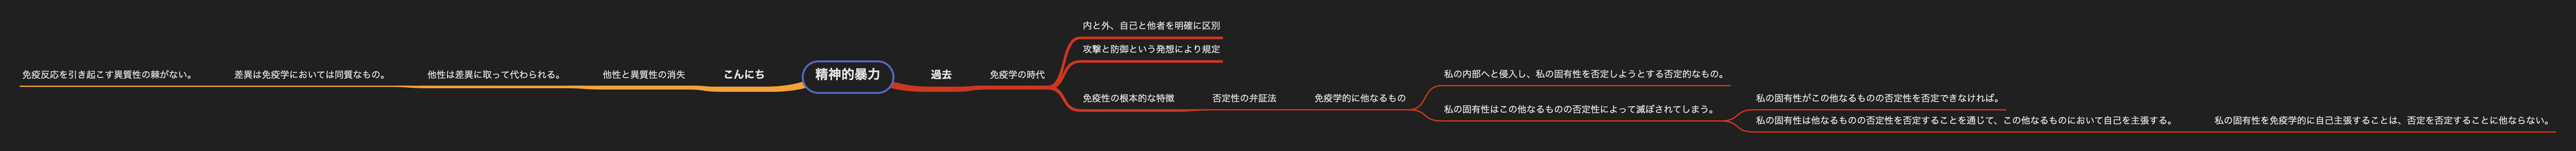 内と外、自己と他者を明確に区別
攻撃と防御という発想により規定
免疫反応を引き起こす異質性の棘がない。
差異は免疫学においては同質なもの。
他性は差異に取って代わられる。
他性と異質性の消失
こんにち
精神的暴力
過去
免疫学の時代
免疫性の根本的な特徴
否定性の弁証法
免疫学的に他なるもの
私の内部へと侵入し、私の固有性を否定しようとする否定的なもの。
私の固有性はこの他なるものの否定性によって滅ぼされてしまう。
私の固有性がこの他なるものの否定性を否定できなければ。
私の固有性は他なるものの否定性を否定することを通じて、この他なるものにおいて自己を主張する。
私の固有性を免疫学的に自己主張することは、否定を否定することに他ならない。